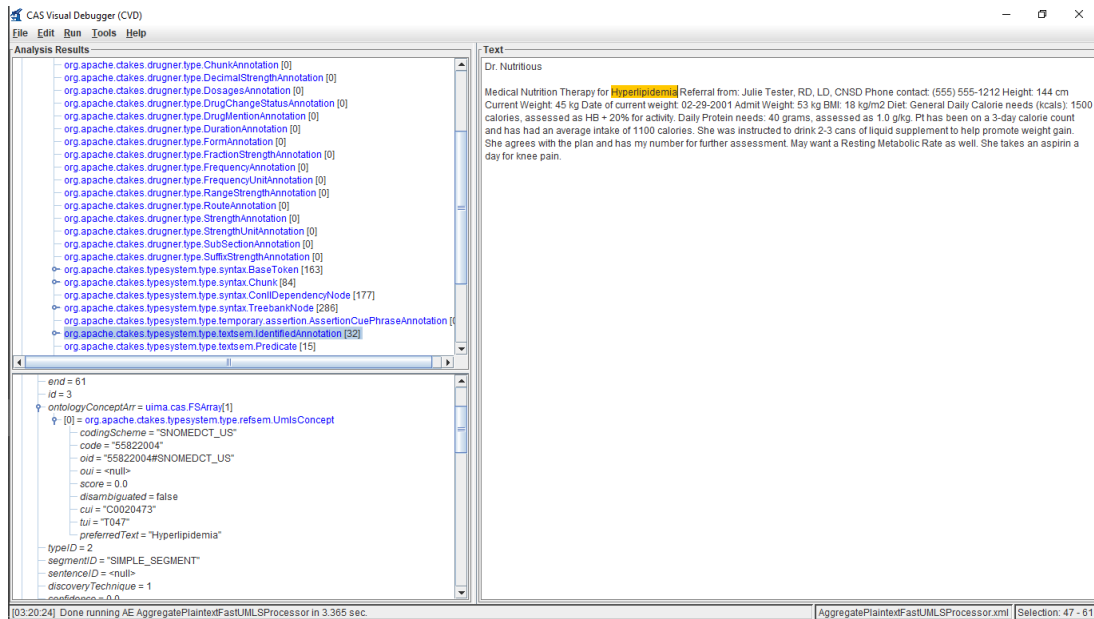 CAS Visual Debugger (CVD)
File Edit Run Tools Help
Analysis Results
org.apache.ctakes.drugner.type.ChunkAnnotation [0]
org.apache.ctakes.drugner.type.DecimalStrengthAnnotation [0]
org.apache.ctakes.drugner.type.DosagesAnnotation [0]
org.apache.ctakes.drugner.type.DrugChangeStatusAnnotation [0]
org.apache.ctakes.drugner.type.DrugMentionAnnotation [0]
org.apache.ctakes.drugner.type.DurationAnnotation [0]
org.apache.ctakes.drugner.type.FormAnnotation [0]
org.apache.ctakes.drugner.type.FractionStrengthAnnotation [0]
org.apache.ctakes.drugner.type.FrequencyAnnotation [0]
org.apache.ctakes.drugner.type.FrequencyUnitAnnotation [0]
org.apache.ctakes.drugner.type.RangeStrengthAnnotation [0]
org.apache.ctakes.drugner.type.RouteAnnotation [0]
org.apache.ctakes.drugner.type.StrengthAnnotation [0]
org.apache.ctakes.drugner.type.StrengthUnitAnnotation [0]
org.apache.ctakes.drugner.type.SubSectionAnnotation [0]
org.apache.ctakes.drugner.type.SuffixStrengthAnnotation [0]
org.apache.ctakes.typesystem.type.syntax.BaseToken [163]
org.apache.ctakes.typesystem.type.syntax.Chunk [84]
org.apache.ctakes.typesystem.type.syntax.ConllDependencyNode [177]
org.apache.ctakes.typesystem.type.syntax.TreebankNode [286]
org.apache.ctakes.typesystem.type.temporary.assertion.AssertionCuePhraseAnnotation [0
org.apache.ctakes.typesystem.type.textsem.IdentifiedAnnotation [32]
org.apache.ctakes.typesystem.type.textsem.Predicate [15]
end = 61
id = 3
ontologyConceptArr = uima.cas.FSArray[1]
[0] = org.apache.ctakes.typesystem.type.refsem.UmlsConcept
codingScheme = "SNOMEDCT_US"
code = "55822004"
oid = "55822004#SNOMEDCT_US"
oui = <null>
score = 0.0
disambiguated = false
cui = "C0020473"
tui = "T047"
preferredText = "Hyperlipidemia"
typeID = 2
segmentID = "SIMPLE_SEGMENT"
sentenceID = <null>
discoveryTechnique = 1
confidence = 0.0
Text
Dr. Nutritious
Medical Nutrition Therapy for Hyperlipidemia Referral from: Julie Tester, RD, LD, CNSD Phone contact: (555) 555-1212 Height: 144 cm
Current Weight: 45 kg Date of current weight: 02-29-2001 Admit Weight: 53 kg BMI: 18 kg/m2 Diet: General Daily Calorie needs (kcals): 1500
calories, assessed as HB + 20% for activity. Daily Protein needs: 40 grams, assessed as 1.0 g/kg. Pt has been on a 3-day calorie count
and has had an average intake of 1100 calories. She was instructed to drink 2-3 cans of liquid supplement to help promote weight gain.
She agrees with the plan and has my number for further assessment. May want a Resting Metabolic Rate as well. She takes an aspirin a
day for knee pain.
[03:20:24] Done running AE AggregatePlaintextFastUMLSProcessor in 3.365 sec.
AggregatePlaintextFastUMLSProcessor.xml
Selection: 47 - 61